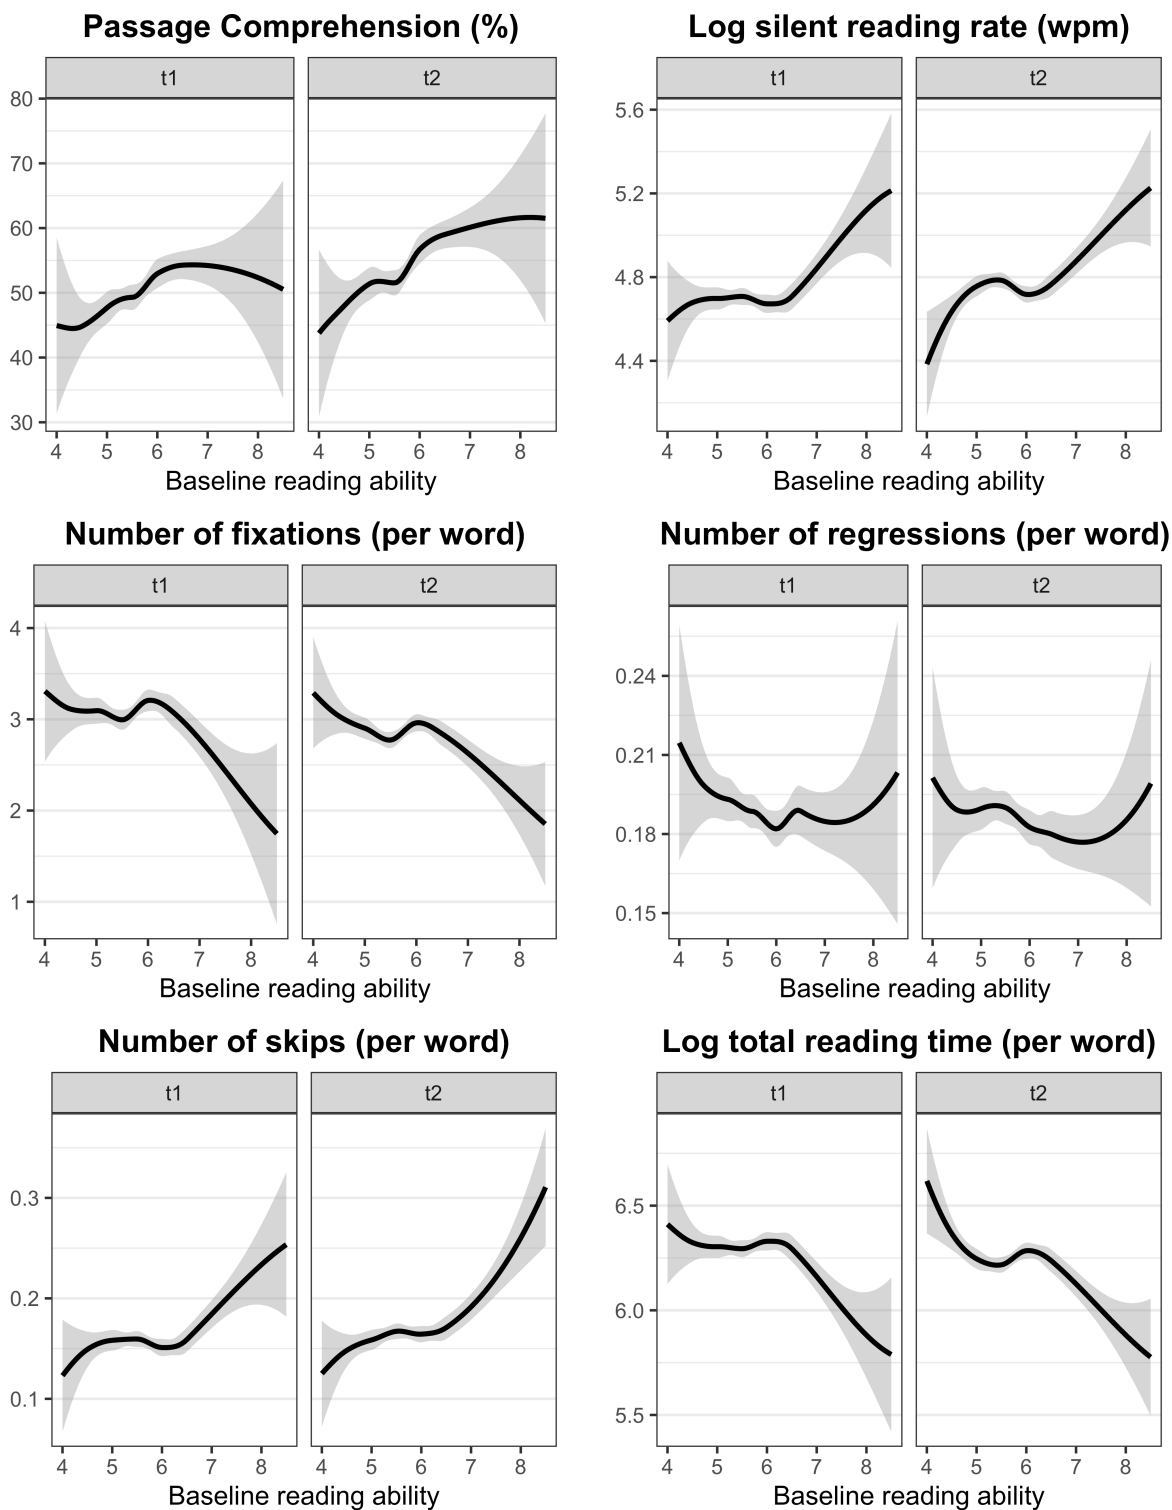 Passage Comprehension (%)
t1
t2
80
70
60
50
40
30
4 5 6 7 8
4 5 6 7 8
Baseline reading ability
Log silent reading rate (wpm)
t1
t2
5.6
5.2
4.8
4.4
4 5 6 7 8
4 5 6 7 8
Baseline reading ability
Number of fixations (per word)
t1
t2
4
3
2
1
4 5 6 7 8
4 5 6 7 8
Baseline reading ability
Number of regressions (per word)
t1
t2
0.24
0.21
0.18
0.15
4 5 6 7 8
4 5 6 7 8
Baseline reading ability
Number of skips (per word)
t1
t2
0.3
0.2
0.1
4 5 6 7 8
4 5 6 7 8
Baseline reading ability
Log total reading time (per word)
t1
t2
6.5
6.0
5.5
4 5 6 7 8
4 5 6 7 8
Baseline reading ability